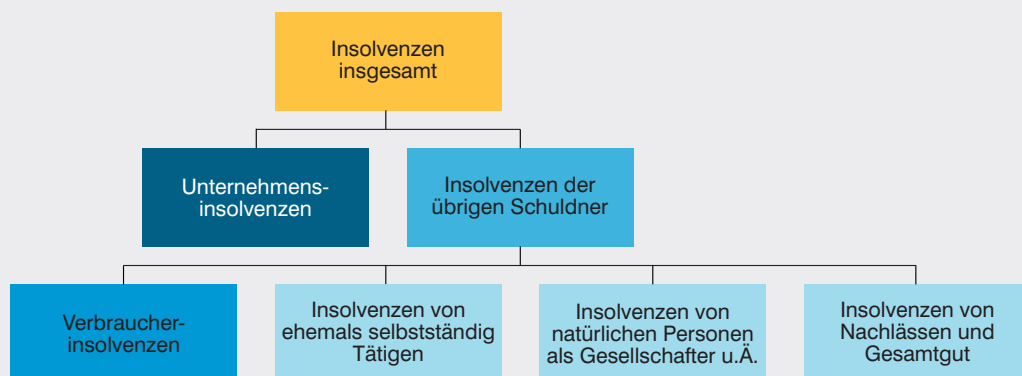 Insolvenzen
insgesamt
Unternehmens-
insolvenzen
Insolvenzen der
übrigen Schuldner
Verbraucher-
insolvenzen
Insolvenzen von
ehemals selbstständig
Tätigen
Insolvenzen von
natürlichen Personen
als Gesellschafter u.Ä.
Insolvenzen von
Nachlässen und
Gesamtgut